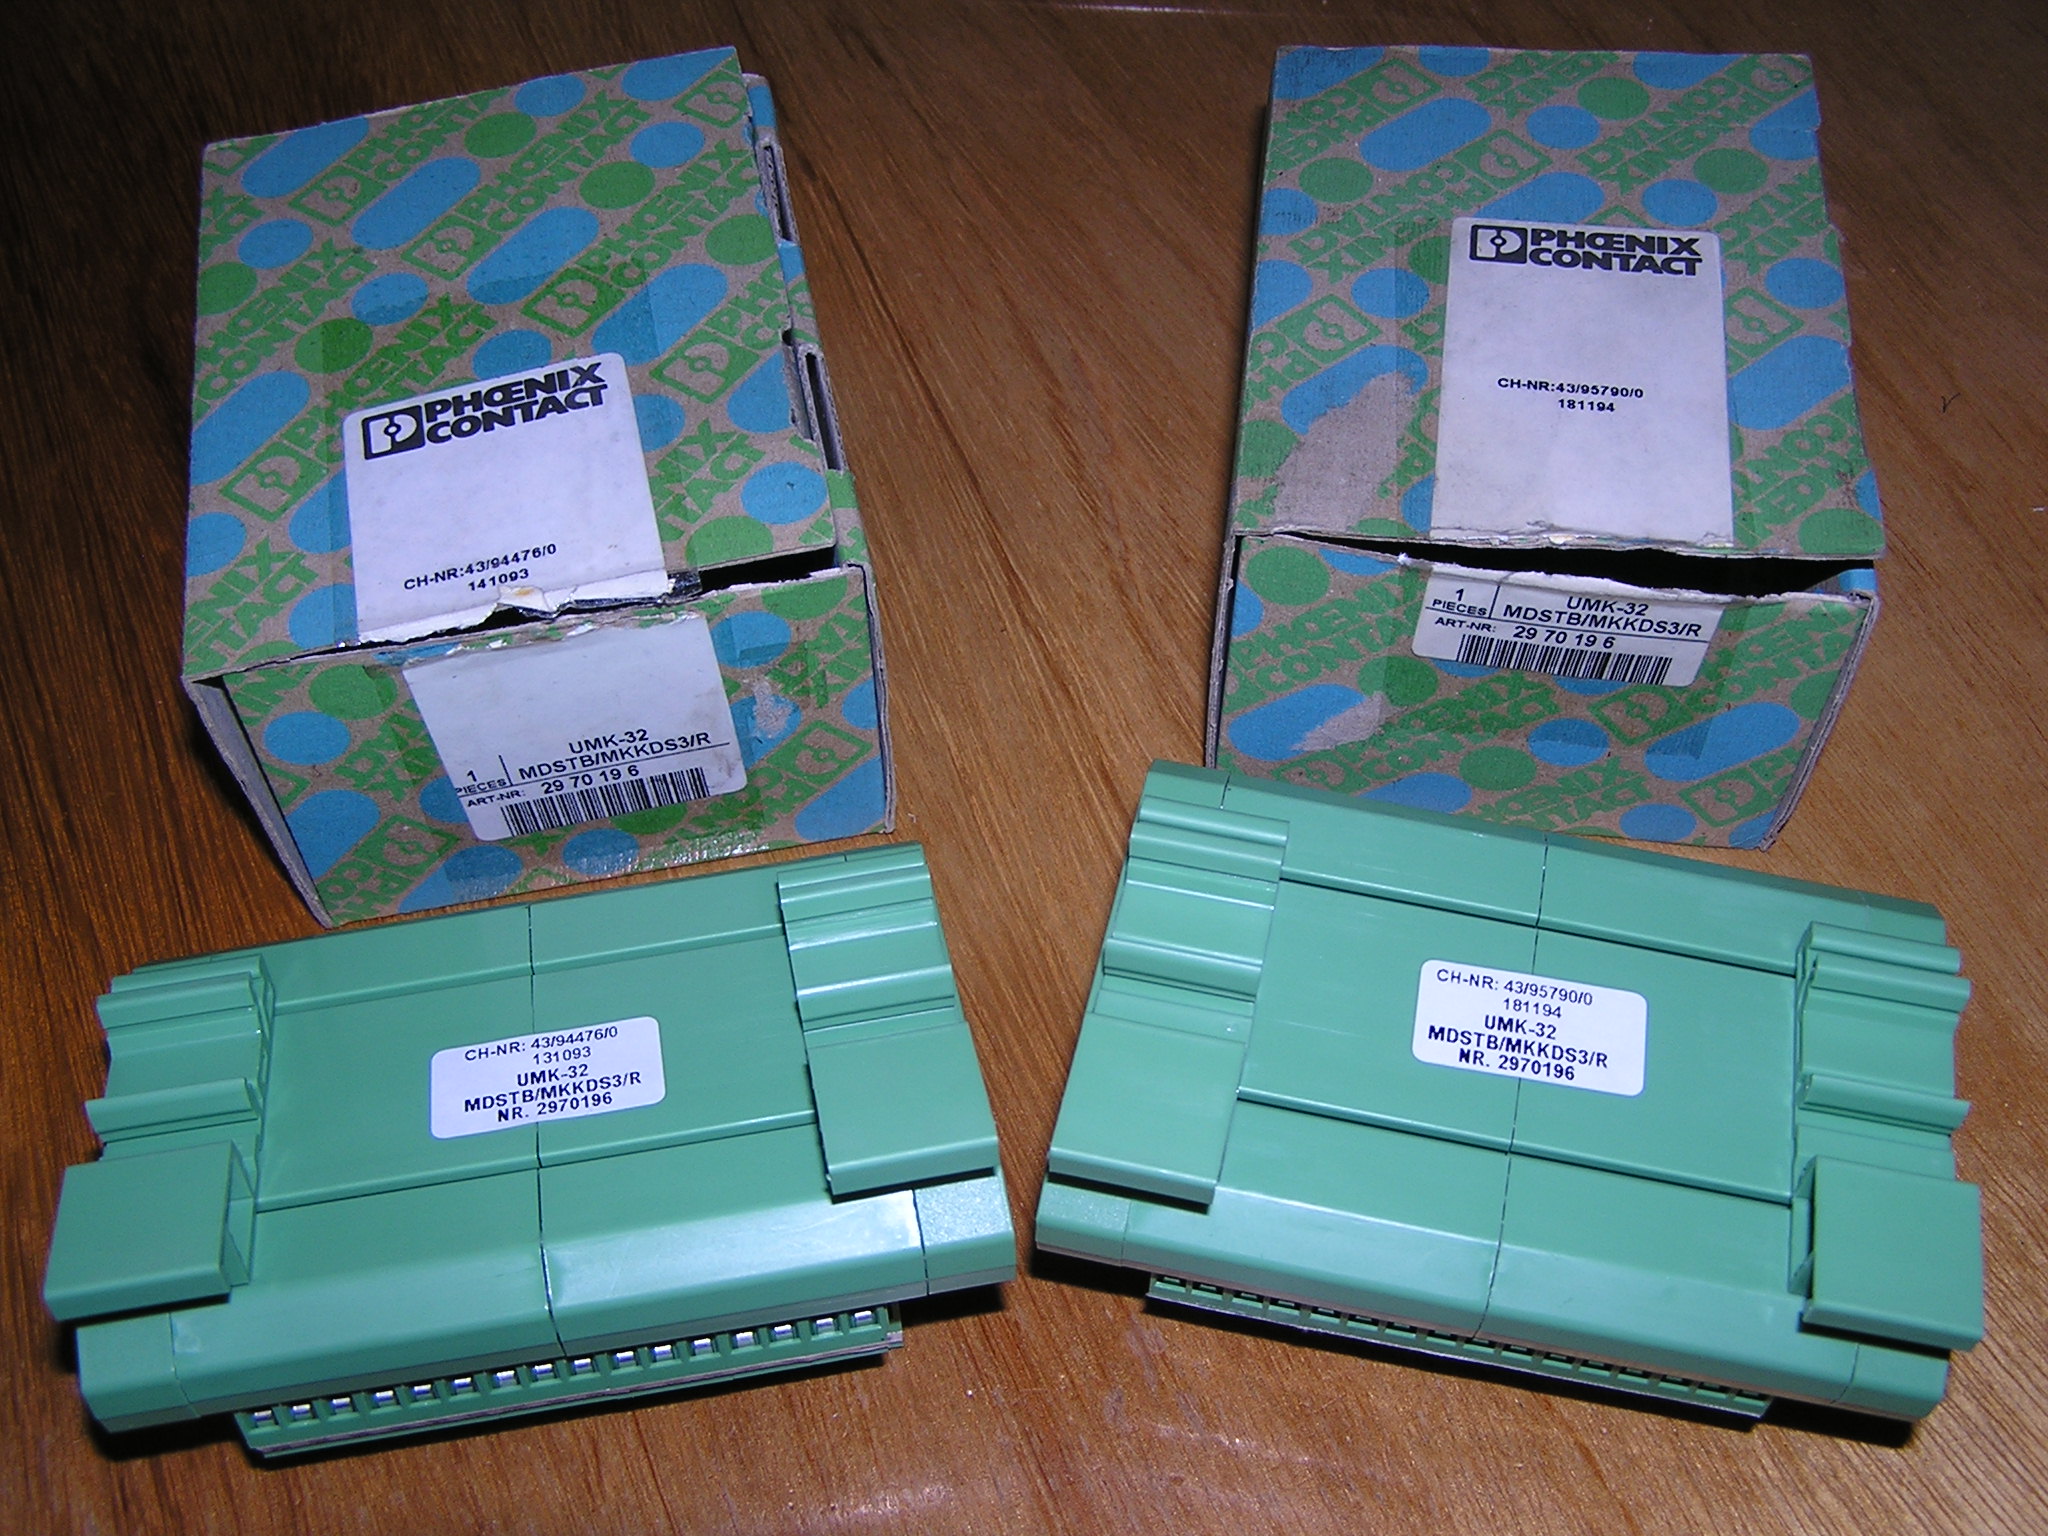 PHŒNIX
CONTACT
CH-NR:43/94476/0
141093
UMK-32
1
PIECES
MDSTB/MKKDS3/R
ART-NR:
29 70 19 6
PHŒNIX
CONTACT
CH-NR:43/95790/0
181194
1
PIECES
UMK-32
MDSTB/MKKDS3/R
ART-NR:
29 70 19 6
CH-NR: 43/94476/0
131093
UMK-32
MDSTB/MKKDS3/R
NR. 2970196
CH-NR: 43/95790/0
181194
UMK-32
MDSTB/MKKDS3/R
NR. 2970196